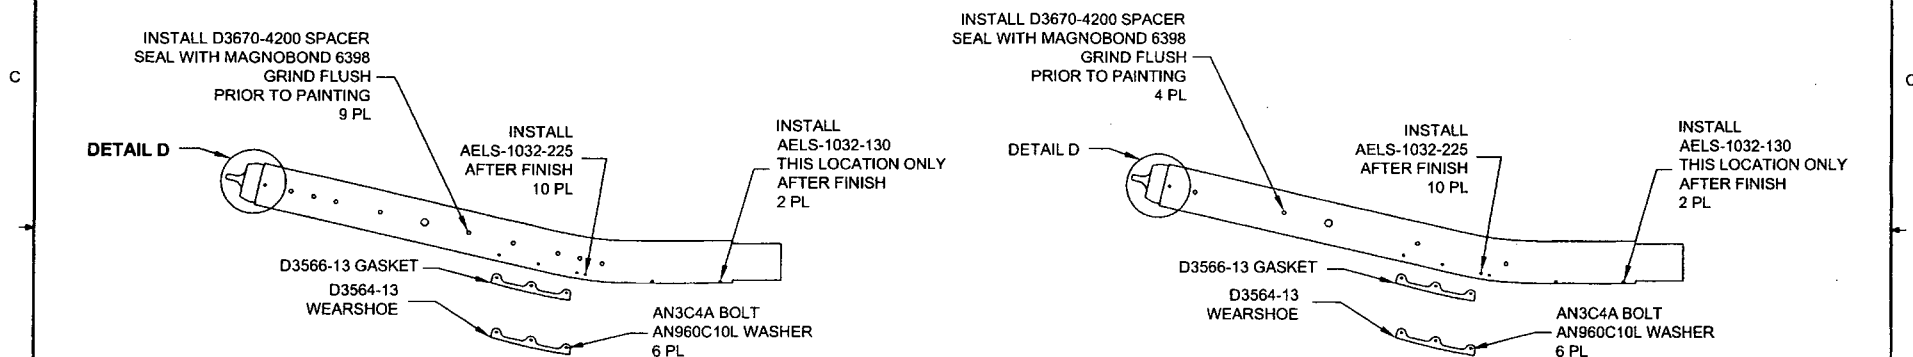 INSTALL D3670-4200 SPACER
SEAL WITH MAGNOBOND 6398
GRIND FLUSH
PRIOR TO PAINTING
9 PL
C
DETAIL D
INSTALL
AELS-1032-225
AFTER FINISH
10 PL
INSTALL
AELS-1032-130
THIS LOCATION ONLY
AFTER FINISH
2 PL
D3566-13 GASKET
D3564-13
WEARSHOE
AN3C4A BOLT
AN960C10L WASHER
6 PL
INSTALL D3670-4200 SPACER
SEAL WITH MAGNOBOND 6398
GRIND FLUSH
PRIOR TO PAINTING
4 PL
DETAIL D
INSTALL
AELS-1032-225
AFTER FINISH
10 PL
INSTALL
AELS-1032-130
THIS LOCATION ONLY
AFTER FINISH
2 PL
D3566-13 GASKET
D3564-13
WEARSHOE
AN3C4A BOLT
AN960C10L WASHER
6 PL
C